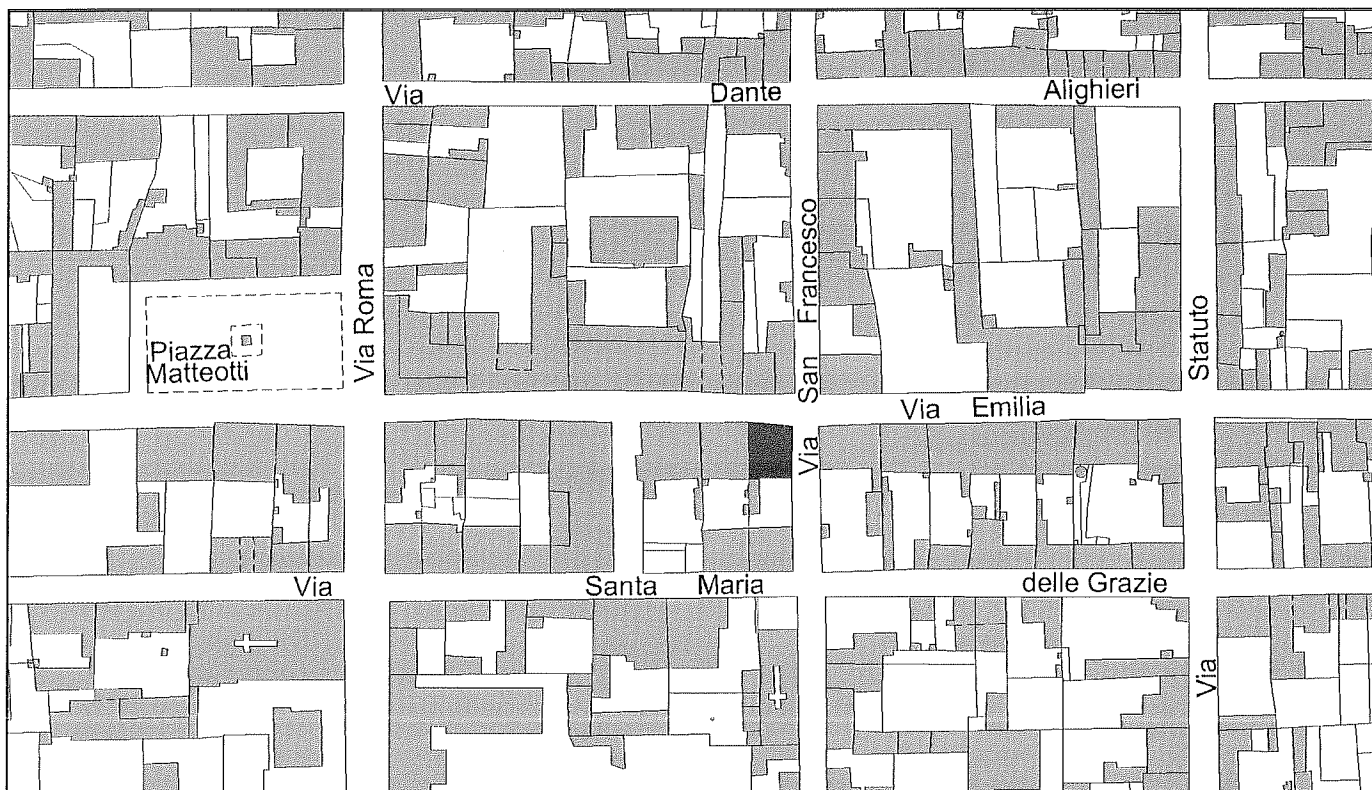 Via Dante Alighieri
Via Roma
San Francesco
Statuto
Piazza
Matteotti
Via Emilia
Via
Via Santa Maria delle Grazie
Via